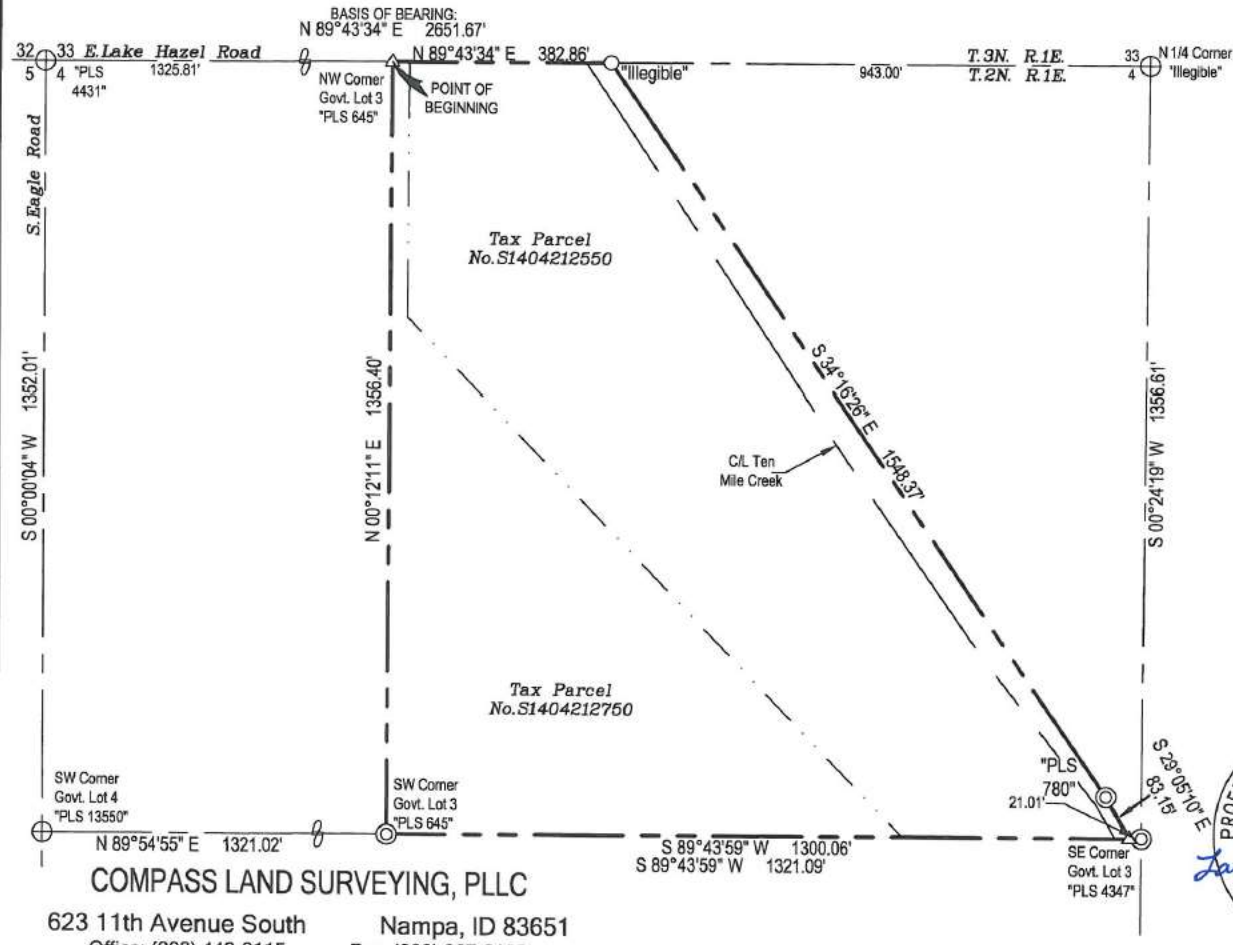 BASIS OF BEARING:
N 89°43'34" E 2651.67'
32 33 E.Lake Hazel Road
N 89°43'34" E 382.86'
5 4 "PLS
4431"
1325.81'
NW Corner
Govt. Lot 3
"PLS 645"
POINT OF
BEGINNING
"Illegible"
943.00'
T.3N. R.1E.
T.2N. R.1E.
33
4
N 1/4 Corner
"Illegible"
S.Eagle Road
S 00°00'04" W 1352.01'
N 00°12'11" E 1356.40'
Tax Parcel
No.S1404212550
S 34°16'26" E 1548.37'
C/L Ten
Mile Creek
S 00°24'19" W 1356.61'
Tax Parcel
No.S1404212750
"PLS
780"
21.01'
S 29°05'10" E
83.15'
SW Corner
Govt. Lot 4
"PLS 13550"
SW Corner
Govt. Lot 3
"PLS 645"
N 89°54'55" E 1321.02'
S 89°43'59" W 1300.06'
S 89°43'59" W 1321.09'
SE Corner
Govt. Lot 3
"PLS 4347"
COMPASS LAND SURVEYING, PLLC
623 11th Avenue South Nampa, ID 83651